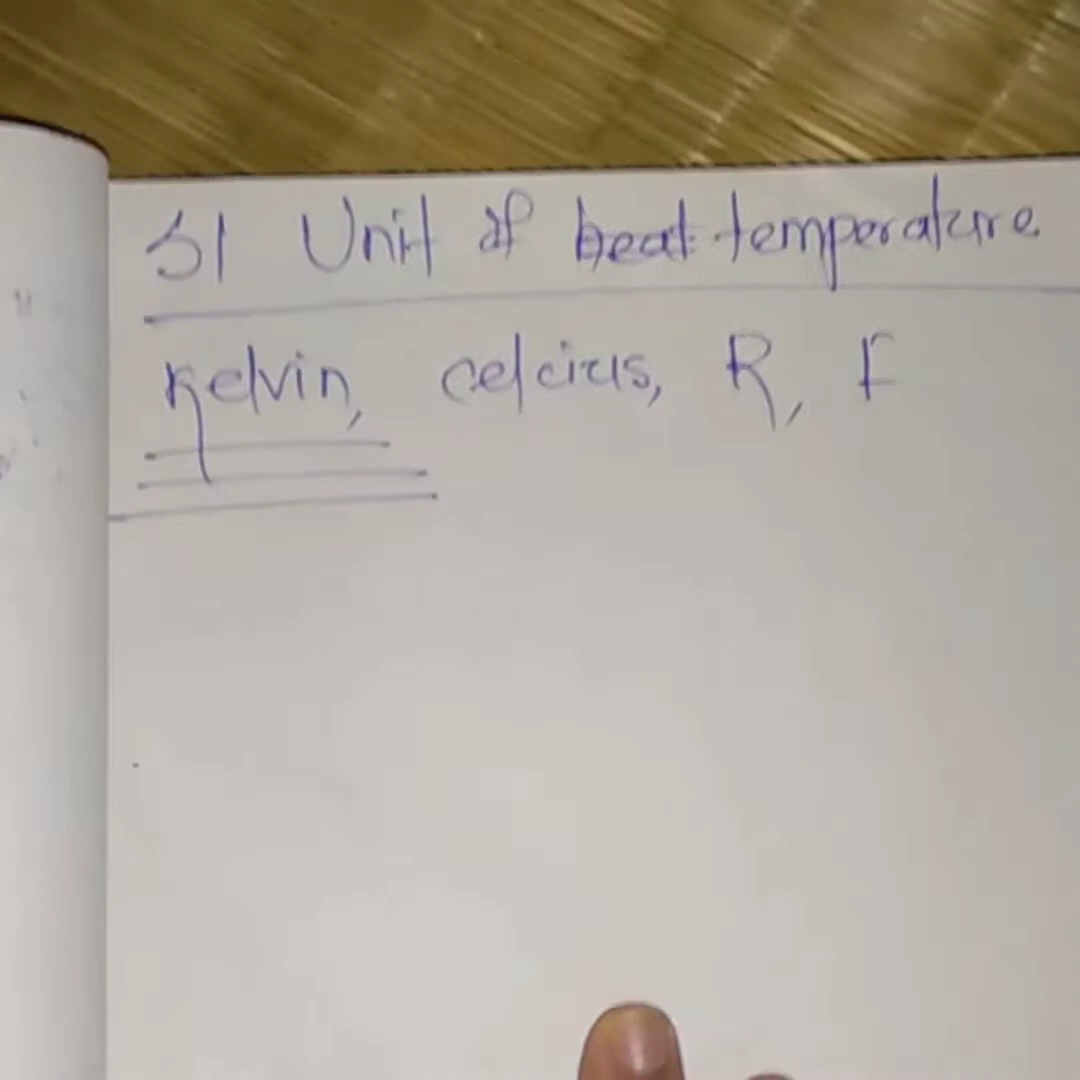 SI Unit of heat temperature.
Kelvin, celcius, R, F